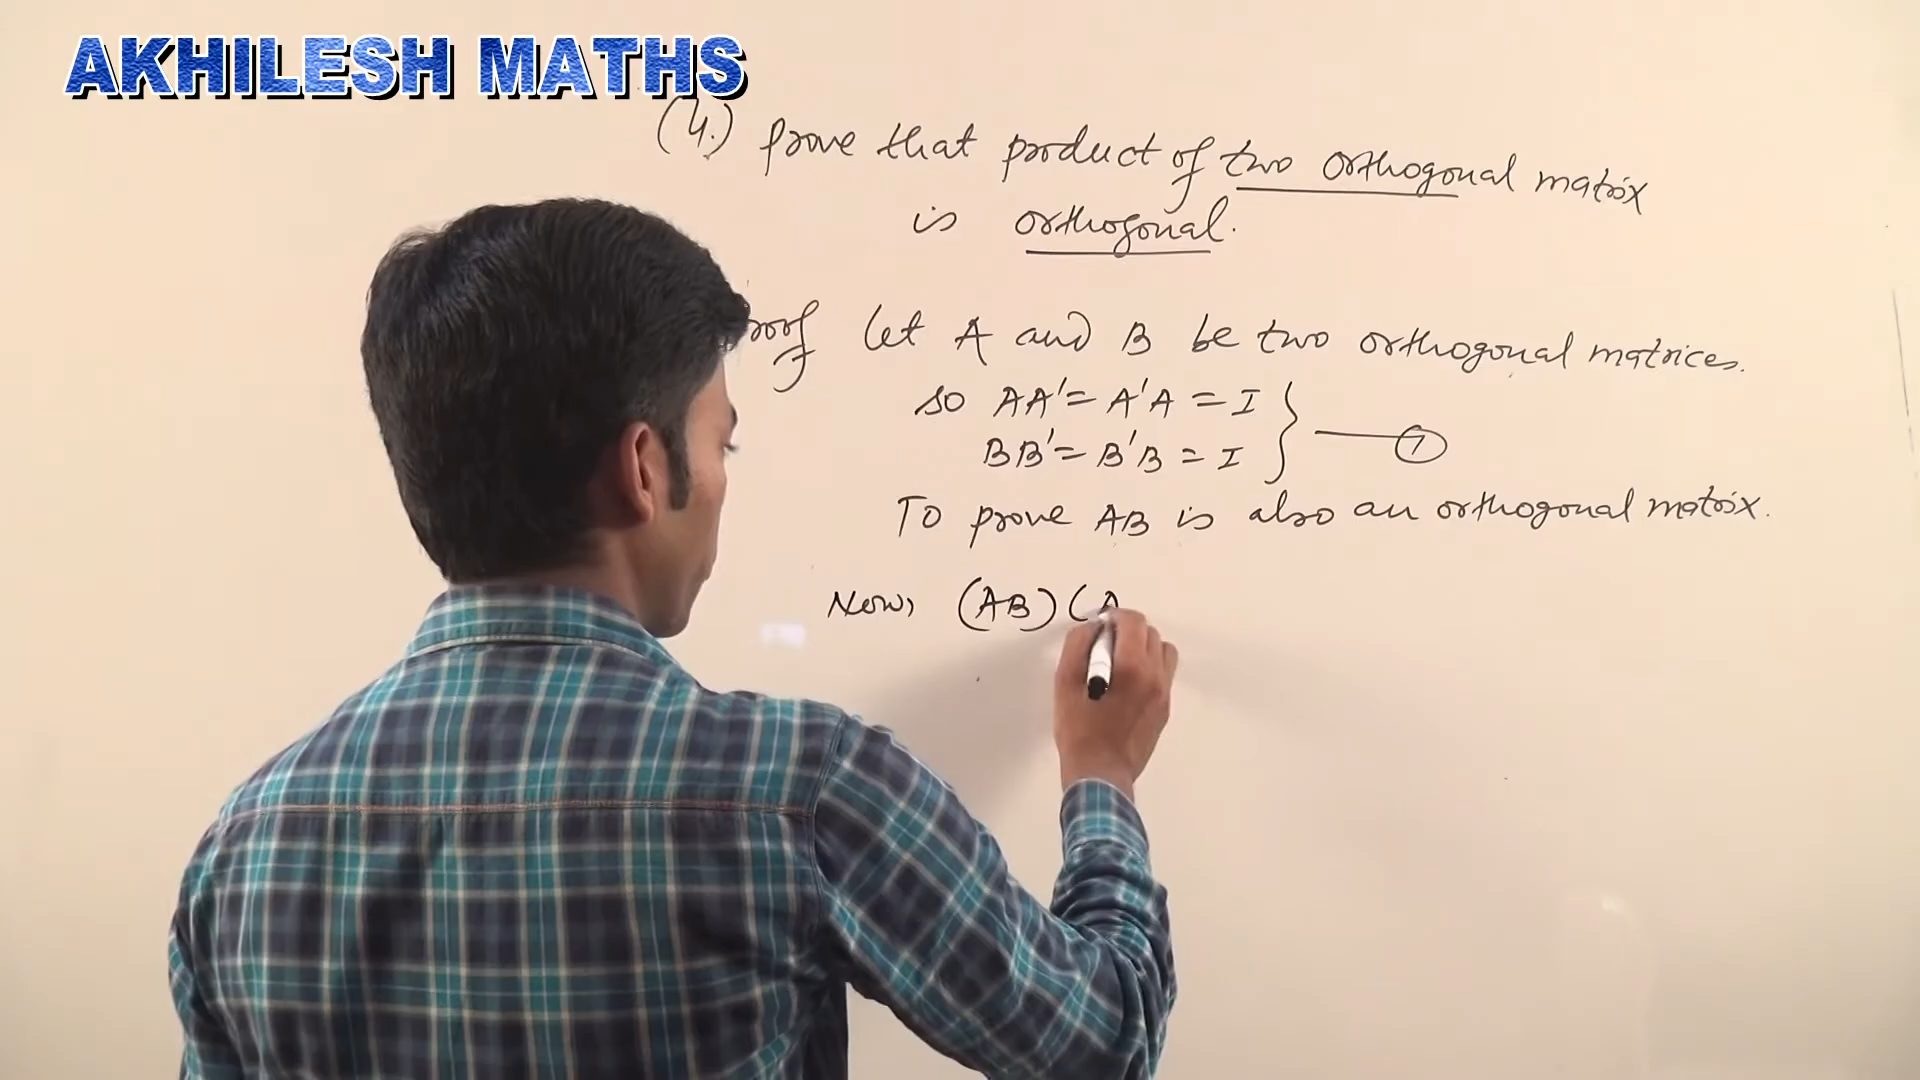 AKHILESH MATHS
(4.) prove that product of two orthogonal matrix
is orthogonal.
roof let A and B be two orthogonal matrices.
so AA' = A'A = I
BB' = B'B = I } — 1
To prove AB is also an orthogonal matrix.
Now, (AB)(A